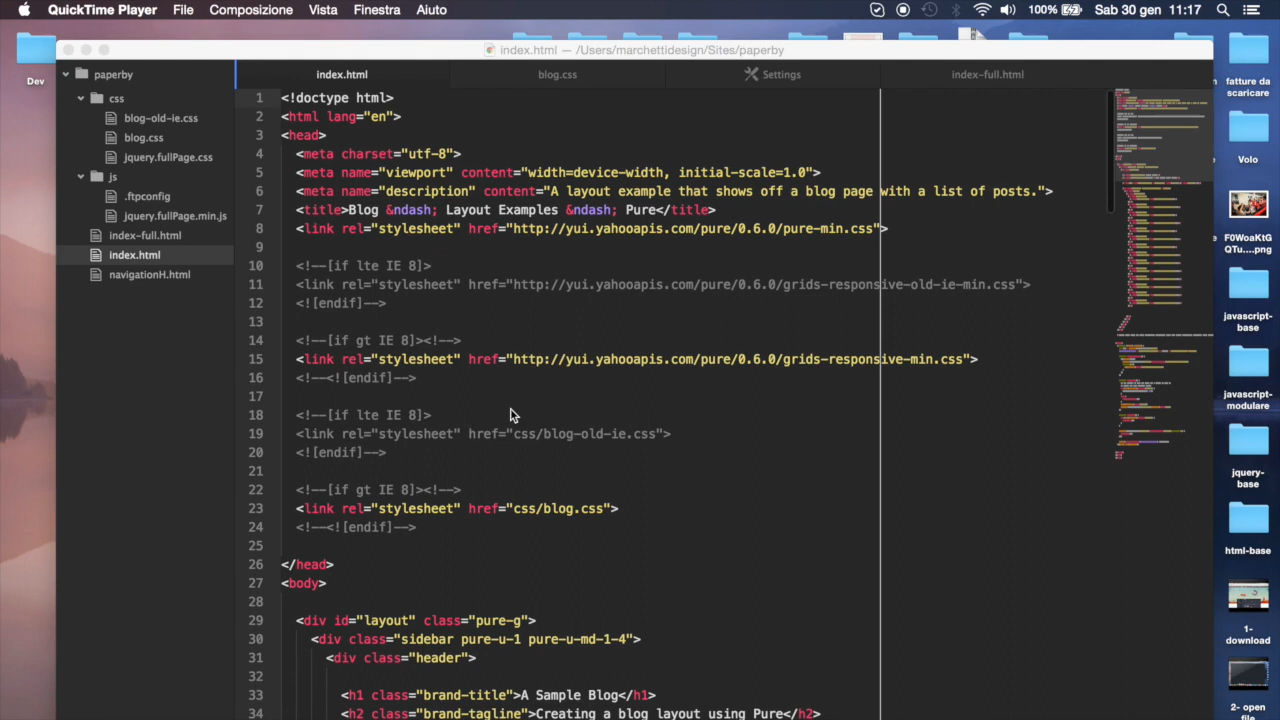 QuickTime Player File Composizione Vista Finestra Aiuto 100% Sab 30 gen 11:17
index.html — /Users/marchettidesign/Sites/paperby
Dev
paperby
css
blog-old-ie.css
blog.css
jquery.fullPage.css
js
.ftpconfig
jquery.fullPage.min.js
index-full.html
index.html
navigationH.html
index.html blog.css Settings index-full.html
1 <!doctype html>
2 <html lang="en">
3 <head>
4 <meta charset="utf-8">
5 <meta name="viewport" content="width=device-width, initial-scale=1.0">
6 <meta name="description" content="A layout example that shows off a blog page with a list of posts.">
7 <title>Blog &ndash; Layout Examples &ndash; Pure</title>
8 <link rel="stylesheet" href="http://yui.yahooapis.com/pure/0.6.0/pure-min.css">
9
10 <!--[if lte IE 8]>
11 <link rel="stylesheet" href="http://yui.yahooapis.com/pure/0.6.0/grids-responsive-old-ie-min.css">
12 <![endif]-->
13
14 <!--[if gt IE 8]><!-->
15 <link rel="stylesheet" href="http://yui.yahooapis.com/pure/0.6.0/grids-responsive-min.css">
16 <!--<![endif]-->
17
18 <!--[if lte IE 8]>
19 <link rel="stylesheet" href="css/blog-old-ie.css">
20 <![endif]-->
21
22 <!--[if gt IE 8]><!-->
23 <link rel="stylesheet" href="css/blog.css">
24 <!--<![endif]-->
25
26 </head>
27 <body>
28
29 <div id="layout" class="pure-g">
30 <div class="sidebar pure-u-1 pure-u-md-1-4">
31 <div class="header">
32
33 <h1 class="brand-title">A Sample Blog</h1>
34 <h2 class="brand-tagline">Creating a blog layout using Pure</h2>
fatture da
scaricare
Volo
F0WoaKtG
QTu....png
javascript-
base
javascript-
modulare
jquery-
base
html-base
1-
download
2- open
file